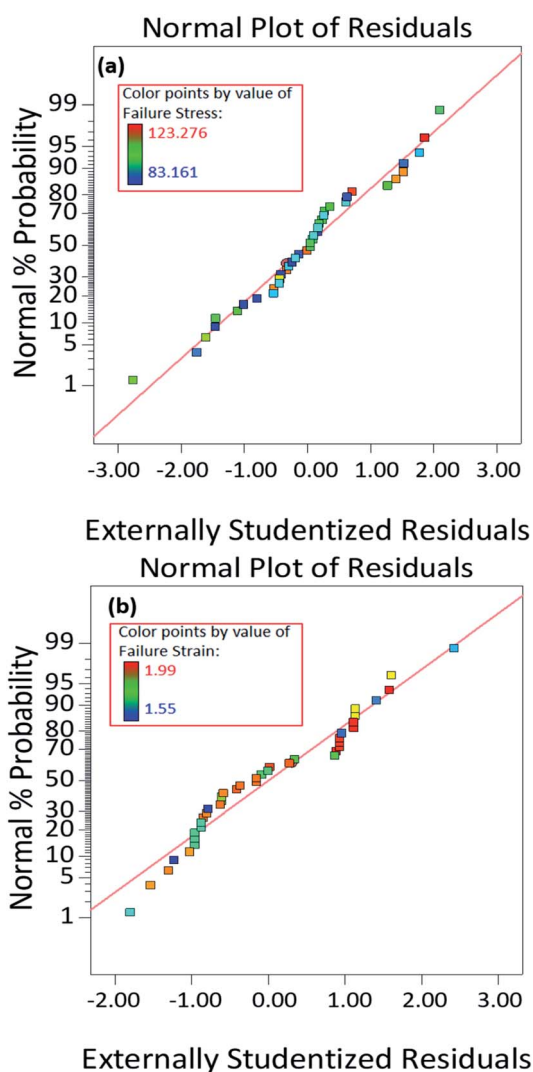 Normal Plot of Residuals
(a)
Color points by value of
Failure Stress:
123.276
83.161
Normal % Probability
99
95
90
80
70
50
30
20
10
5
1
-3.00 -2.00 -1.00 0.00 1.00 2.00 3.00
Externally Studentized Residuals
Normal Plot of Residuals
(b)
Color points by value of
Failure Strain:
1.99
1.55
Normal % Probability
99
95
90
80
70
50
30
20
10
5
1
-2.00 -1.00 0.00 1.00 2.00 3.00
Externally Studentized Residuals